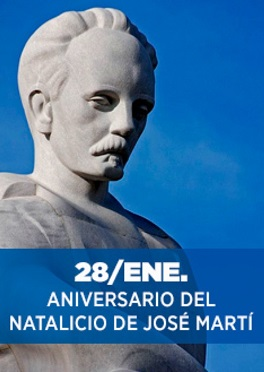 28/ENE.
ANIVERSARIO DEL
NATALICIO DE JOSÉ MARTÍ